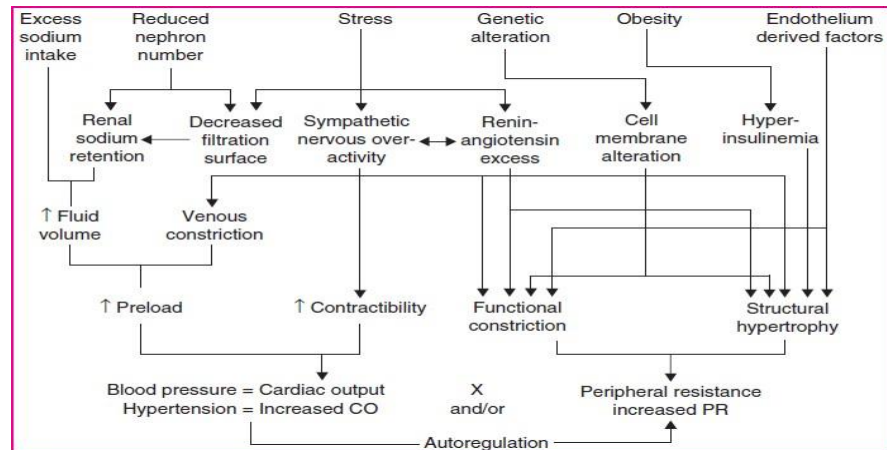 Excess
sodium
intake
Reduced
nephron
number
Stress
Genetic
alteration
Obesity
Endothelium
derived factors
Renal
sodium
retention
Decreased
filtration
surface
Sympathetic
nervous over-
activity
Renin-
angiotensin
excess
Cell
membrane
alteration
Hyper-
insulinemia
↑ Fluid
volume
Venous
constriction
↑ Preload
↑ Contractibility
Functional
constriction
Structural
hypertrophy
Blood pressure = Cardiac output
X
Peripheral resistance
Hypertension = Increased CO
and/or
increased PR
Autoregulation